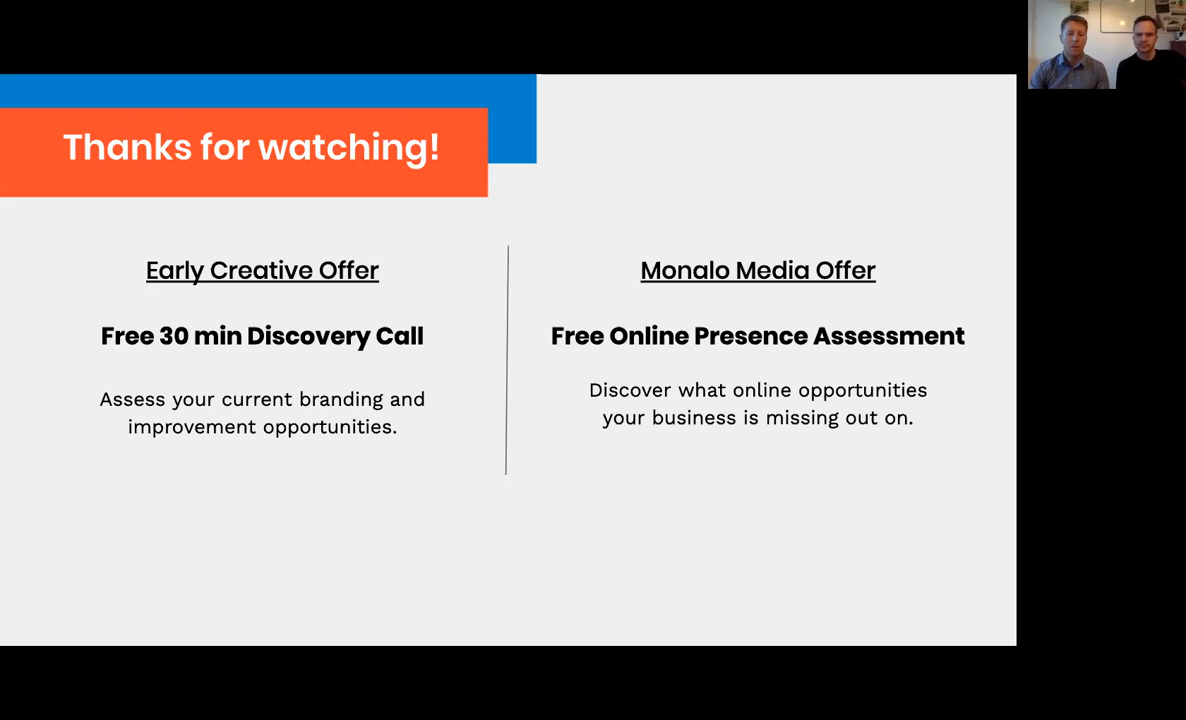 Thanks for watching!
Early Creative Offer
Free 30 min Discovery Call
Assess your current branding and
improvement opportunities.
Monalo Media Offer
Free Online Presence Assessment
Discover what online opportunities
your business is missing out on.